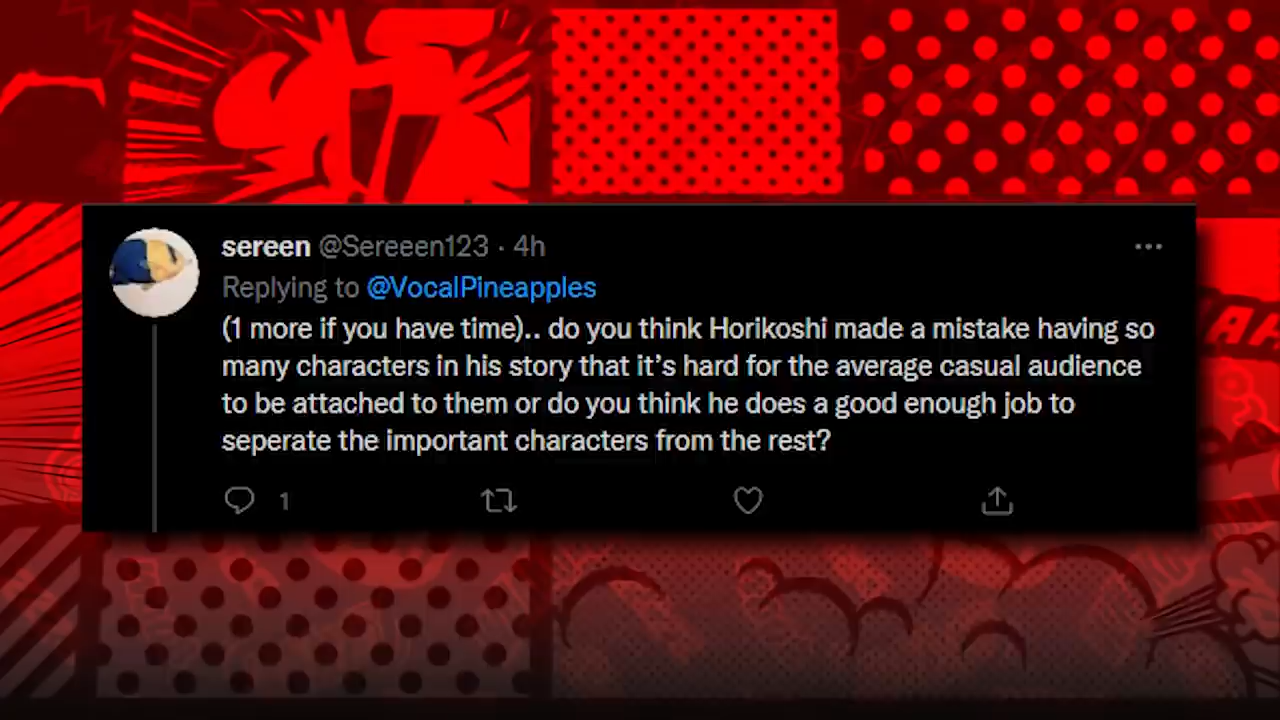 sereen @Sereeen123 · 4h
Replying to @VocalPineapples
(1 more if you have time).. do you think Horikoshi made a mistake having so
many characters in his story that it’s hard for the average casual audience
to be attached to them or do you think he does a good enough job to
seperate the important characters from the rest?
1